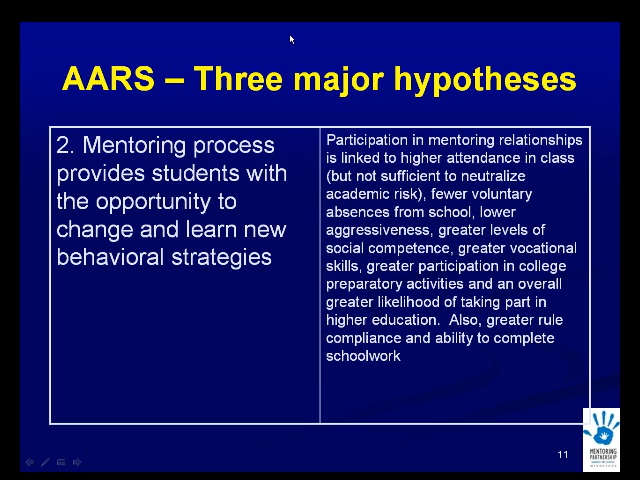 AARS – Three major hypotheses
2. Mentoring process
provides students with
the opportunity to
change and learn new
behavioral strategies
Participation in mentoring relationships
is linked to higher attendance in class
(but not sufficient to neutralize
academic risk), fewer voluntary
absences from school, lower
aggressiveness, greater levels of
social competence, greater vocational
skills, greater participation in college
preparatory activities and an overall
greater likelihood of taking part in
higher education.  Also, greater rule
compliance and ability to complete
schoolwork
11
MENTORING
PARTNERSHIP